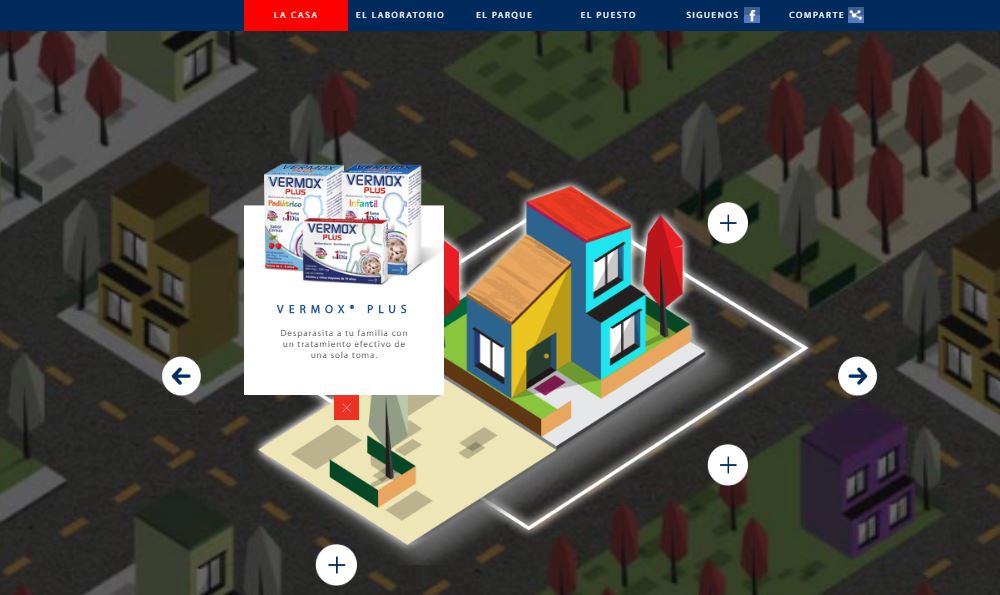 LA CASA
EL LABORATORIO
EL PARQUE
EL PUESTO
SIGUENOS
COMPARTE
VERMOX
PLUS
Pediátrico
VERMOX
PLUS
Infantil
VERMOX
PLUS
VERMOX® PLUS
Desparasita a tu familia con
un tratamiento efectivo de
una sola toma.